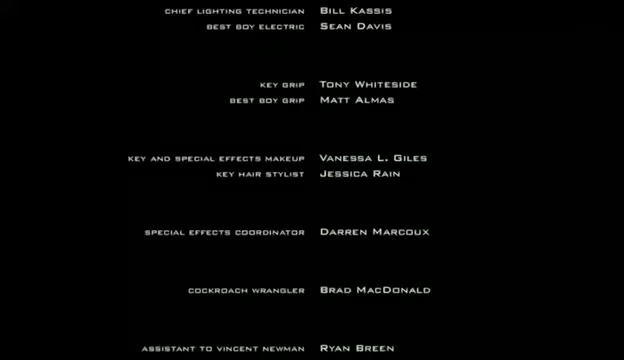 CHIEF LIGHTING TECHNICIAN BILL KASSIS
BEST BOY ELECTRIC SEAN DAVIS
KEY GRIP TONY WHITESIDE
BEST BOY GRIP MATT ALMAS
KEY AND SPECIAL EFFECTS MAKEUP VANESSA L. GILES
KEY HAIR STYLIST JESSICA RAIN
SPECIAL EFFECTS COORDINATOR DARREN MARCOUX
COCKROACH WRANGLER BRAD MACDONALD
ASSISTANT TO VINCENT NEWMAN RYAN BREEN